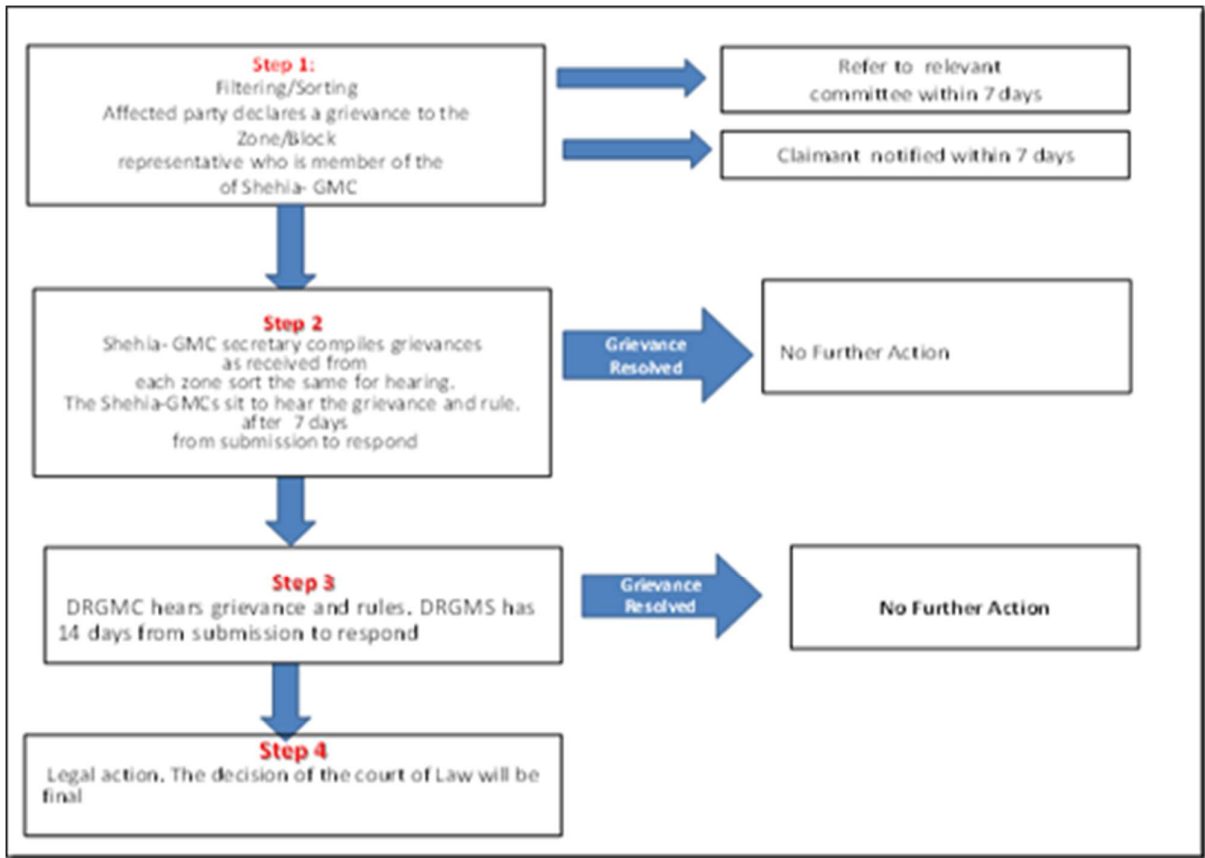 Step 1:
Filtering/Sorting
Affected party declares a grievance to the
Zone/Block
representative who is member of the
of Shehia- GMC
Refer to relevant
committee within 7 days
Claimant notified within 7 days
Step 2
Shehia- GMC secretary compiles grievances
as received from
each zone sort the same for hearing.
The Shehia-GMCs sit to hear the grievance and rule.
after 7 days
from submission to respond
Grievance
Resolved
No Further Action
Step 3
DRGMC hears grievance and rules. DRGMS has
14 days from submission to respond
Grievance
Resolved
No Further Action
Step 4
Legal action. The decision of the court of Law will be
final